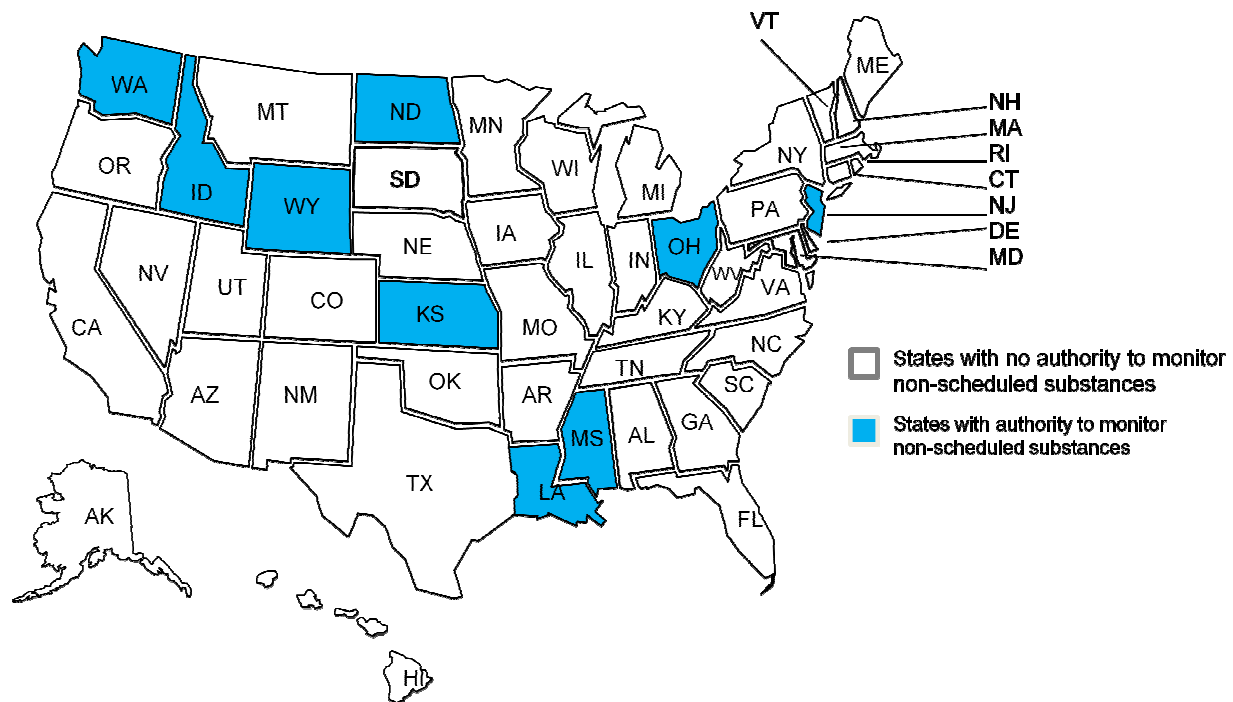 VT
ME
WA
MT
ND
MN
NH
MA
OR
ID
WY
SD
WI
MI
NY
RI
CT
NJ
PA
DE
MD
NV
UT
CO
NE
IA
IL
IN
OH
WV
VA
CA
KS
MO
KY
NC
States with no authority to monitor
non-scheduled substances
AZ
NM
OK
AR
TN
SC
States with authority to monitor
non-scheduled substances
TX
LA
MS
AL
GA
FL
AK
HI